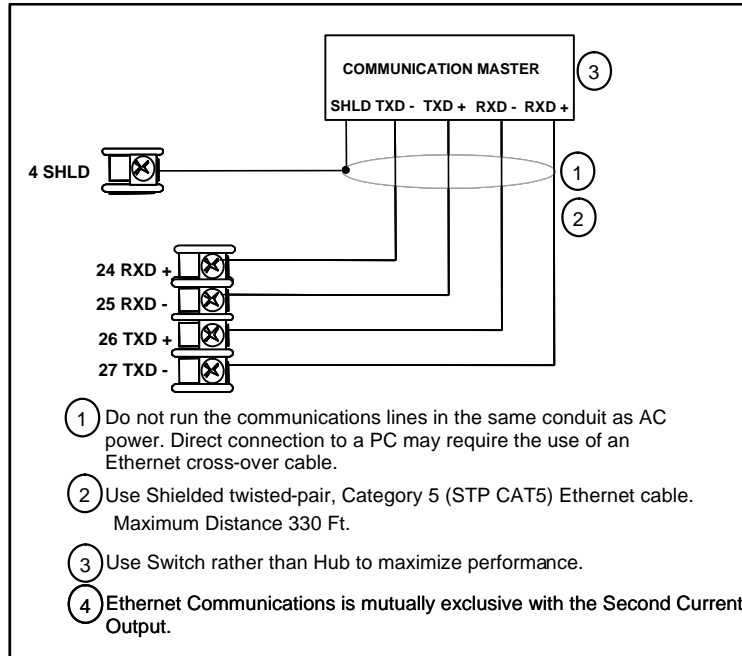 COMMUNICATION MASTER
3
SHLD TXD - TXD + RXD - RXD +
4 SHLD
1
2
24 RXD +
25 RXD -
26 TXD +
27 TXD -
1 Do not run the communications lines in the same conduit as AC
power. Direct connection to a PC may require the use of an
Ethernet cross-over cable.
2 Use Shielded twisted-pair, Category 5 (STP CAT5) Ethernet cable.
Maximum Distance 330 Ft.
3 Use Switch rather than Hub to maximize performance.
4 Ethernet Communications is mutually exclusive with the Second Current
Output.